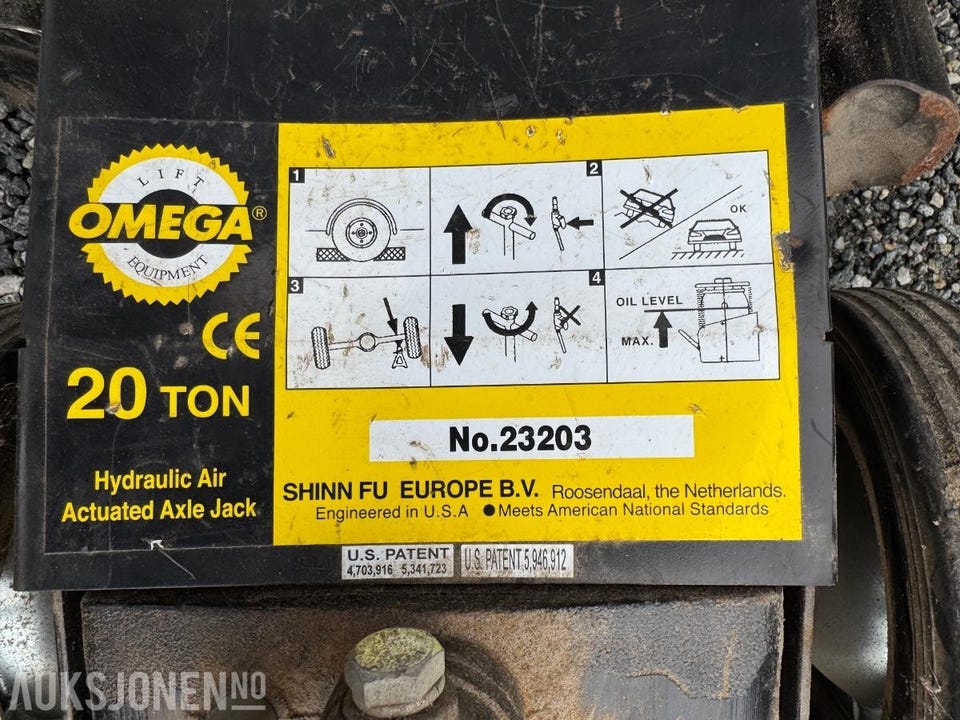 LIFT
OMEGA®
EQUIPMENT
CE
20 TON
Hydraulic Air
Actuated Axle Jack
1
2
OK
3
4
OIL LEVEL
MAX.
No.23203
SHINN FU EUROPE B.V. Roosendaal, the Netherlands.
Engineered in U.S.A ● Meets American National Standards
U.S. PATENT
4,703,916 5,341,723
U.S. PATENT 5,946,912
AUKSJONEN.NO